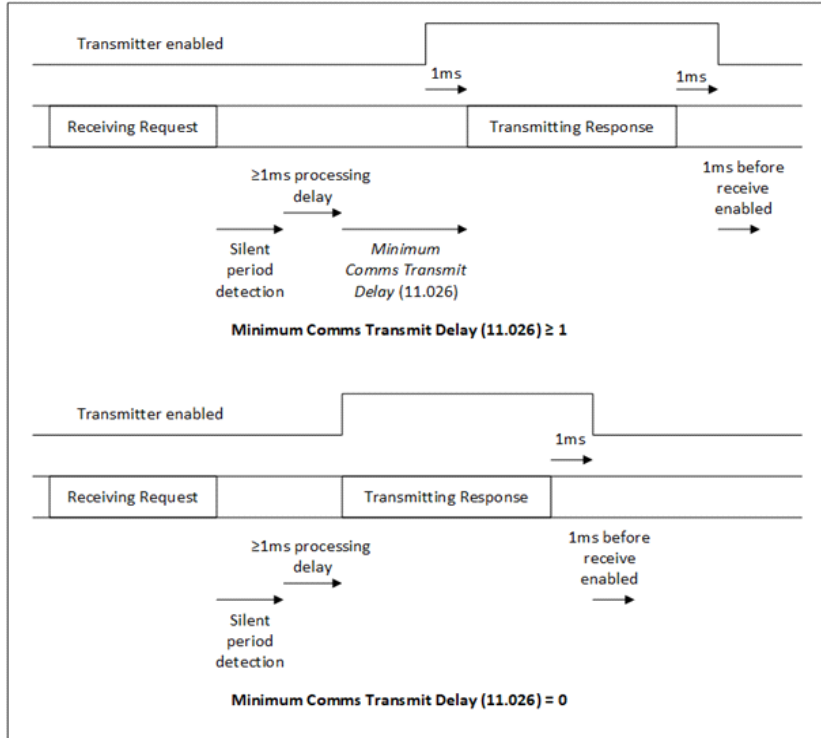 Transmitter enabled
1ms
1ms
Receiving Request
Transmitting Response
≥1ms processing
delay
1ms before
receive
enabled
Silent
period
detection
Minimum
Comms Transmit
Delay (11.026)
Minimum Comms Transmit Delay (11.026) ≥ 1
Transmitter enabled
1ms
Receiving Request
Transmitting Response
≥1ms processing
delay
1ms before
receive
enabled
Silent
period
detection
Minimum Comms Transmit Delay (11.026) = 0